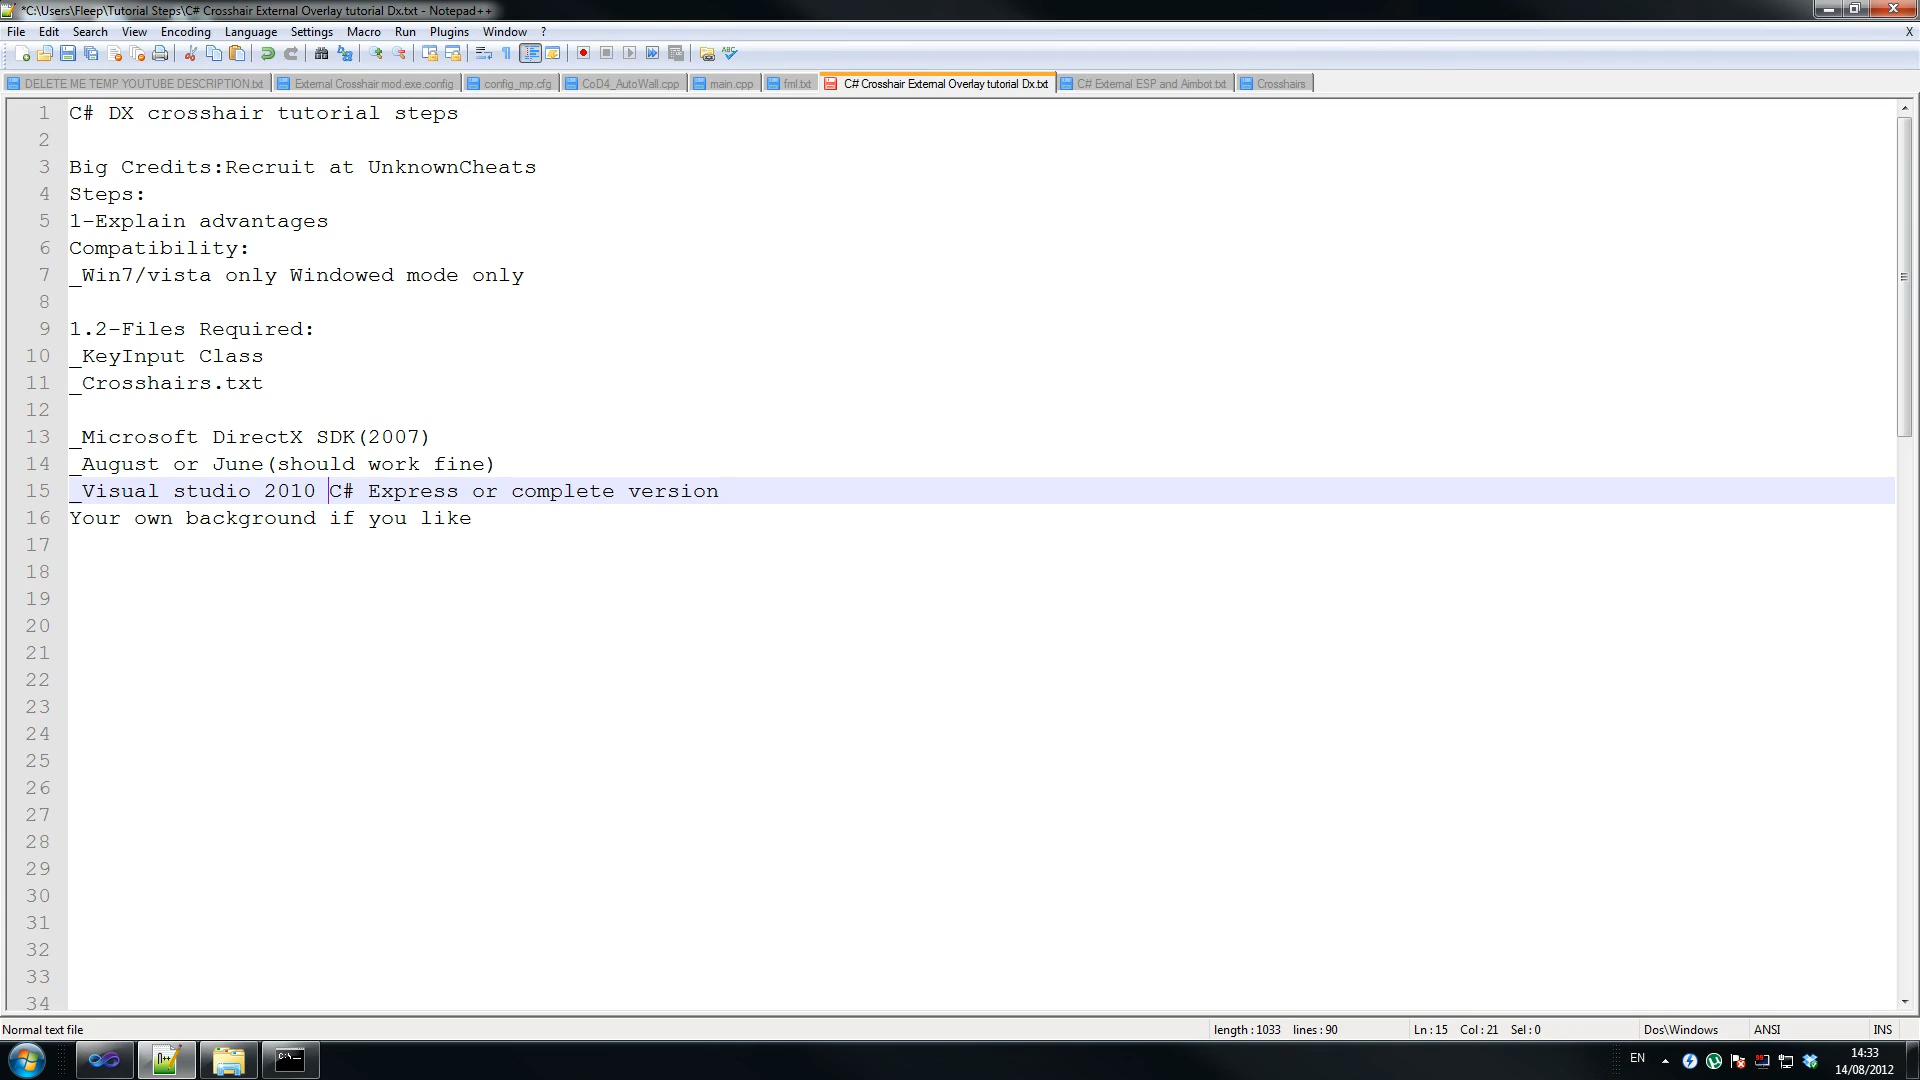 *C:\Users\Fleep\Tutorial Steps\C# Crosshair External Overlay tutorial Dx.txt - Notepad++
File Edit Search View Encoding Language Settings Macro Run Plugins Window ? X
DELETE ME TEMP YOUTUBE DESCRIPTION.txt External Crosshair mod.exe.config config_mp.cfg CoD4_AutoWall.cpp main.cpp fml.txt C# Crosshair External Overlay tutorial Dx.txt C# External ESP and Aimbot.txt Crosshairs
1 C# DX crosshair tutorial steps
2
3 Big Credits:Recruit at UnknownCheats
4 Steps:
5 1-Explain advantages
6 Compatibility:
7 _Win7/vista only Windowed mode only
8
9 1.2-Files Required:
10 _KeyInput Class
11 _Crosshairs.txt
12
13 _Microsoft DirectX SDK(2007)
14 _August or June(should work fine)
15 _Visual studio 2010 C# Express or complete version
16 Your own background if you like
17
18
19
20
21
22
23
24
25
26
27
28
29
30
31
32
33
34
Normal text file length : 1033 lines : 90 Ln : 15 Col : 21 Sel : 0 Dos\Windows ANSI INS
EN 14:33
14/08/2012